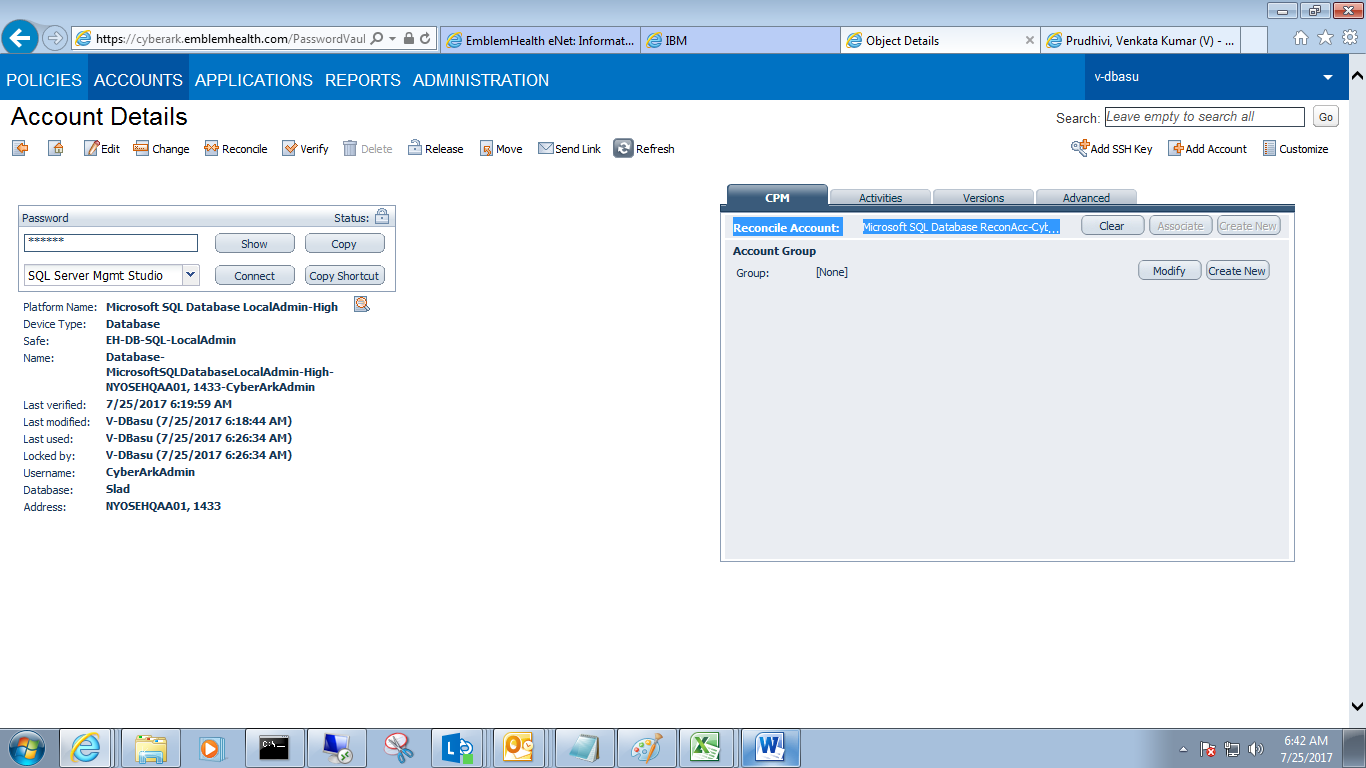 https://cyberark.emblemhealth.com/PasswordVaul
EmblemHealth eNet: Informat...
IBM
Object Details
Prudhivi, Venkata Kumar (V) - ...
POLICIES ACCOUNTS APPLICATIONS REPORTS ADMINISTRATION
v-dbasu
Account Details
Search: Leave empty to search all Go
Edit Change Reconcile Verify Delete Release Move Send Link Refresh
Add SSH Key Add Account Customize
Password Status:
****** Show Copy
SQL Server Mgmt Studio Connect Copy Shortcut
Platform Name: Microsoft SQL Database LocalAdmin-High
Device Type: Database
Safe: EH-DB-SQL-LocalAdmin
Name: Database-
MicrosoftSQLDatabaseLocalAdmin-High-
NYOSEHQAA01, 1433-CyberArkAdmin
Last verified: 7/25/2017 6:19:59 AM
Last modified: V-DBasu (7/25/2017 6:18:44 AM)
Last used: V-DBasu (7/25/2017 6:26:34 AM)
Locked by: V-DBasu (7/25/2017 6:26:34 AM)
Username: CyberArkAdmin
Database: Slad
Address: NYOSEHQAA01, 1433
CPM Activities Versions Advanced
Reconcile Account: Microsoft SQL Database ReconAcc-Cyt... Clear Associate Create New
Account Group
Group: [None] Modify Create New
6:42 AM
7/25/2017